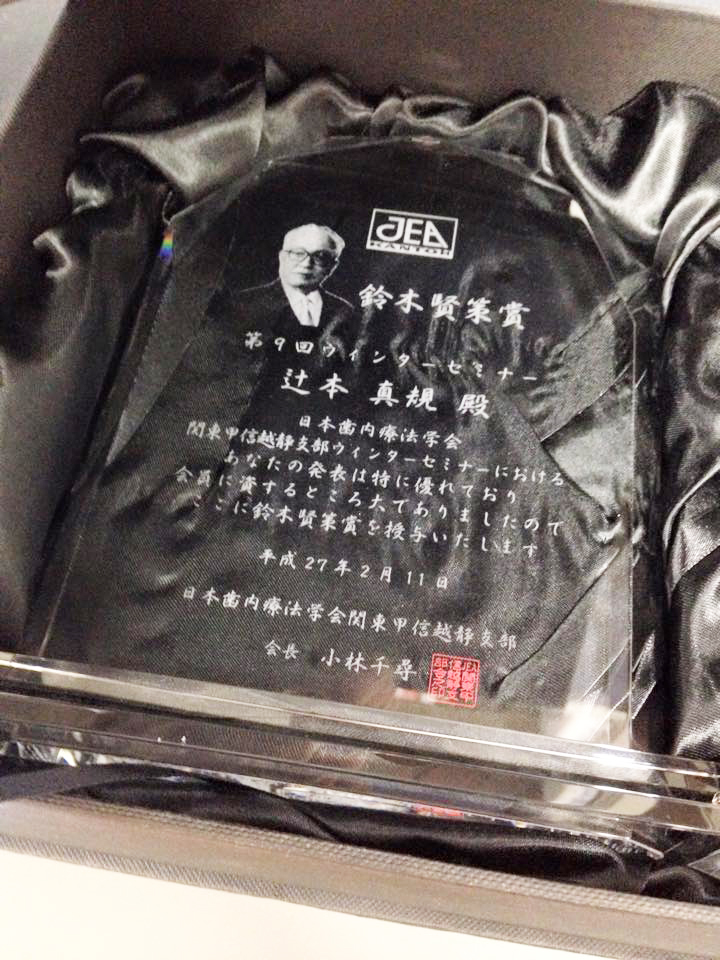 JEA
KANTOH
鈴木賢策賞
第9回ウインターセミナー
辻本 真規 殿
日本歯内療法学会
関東甲信越静支部ウインターセミナーにおける
あなたの発表は特に優れており
会員に資するところ大でありましたので
ここに鈴木賢策賞を授与いたします
平成27年2月11日
日本歯内療法学会関東甲信越静支部
会長 小林千尋